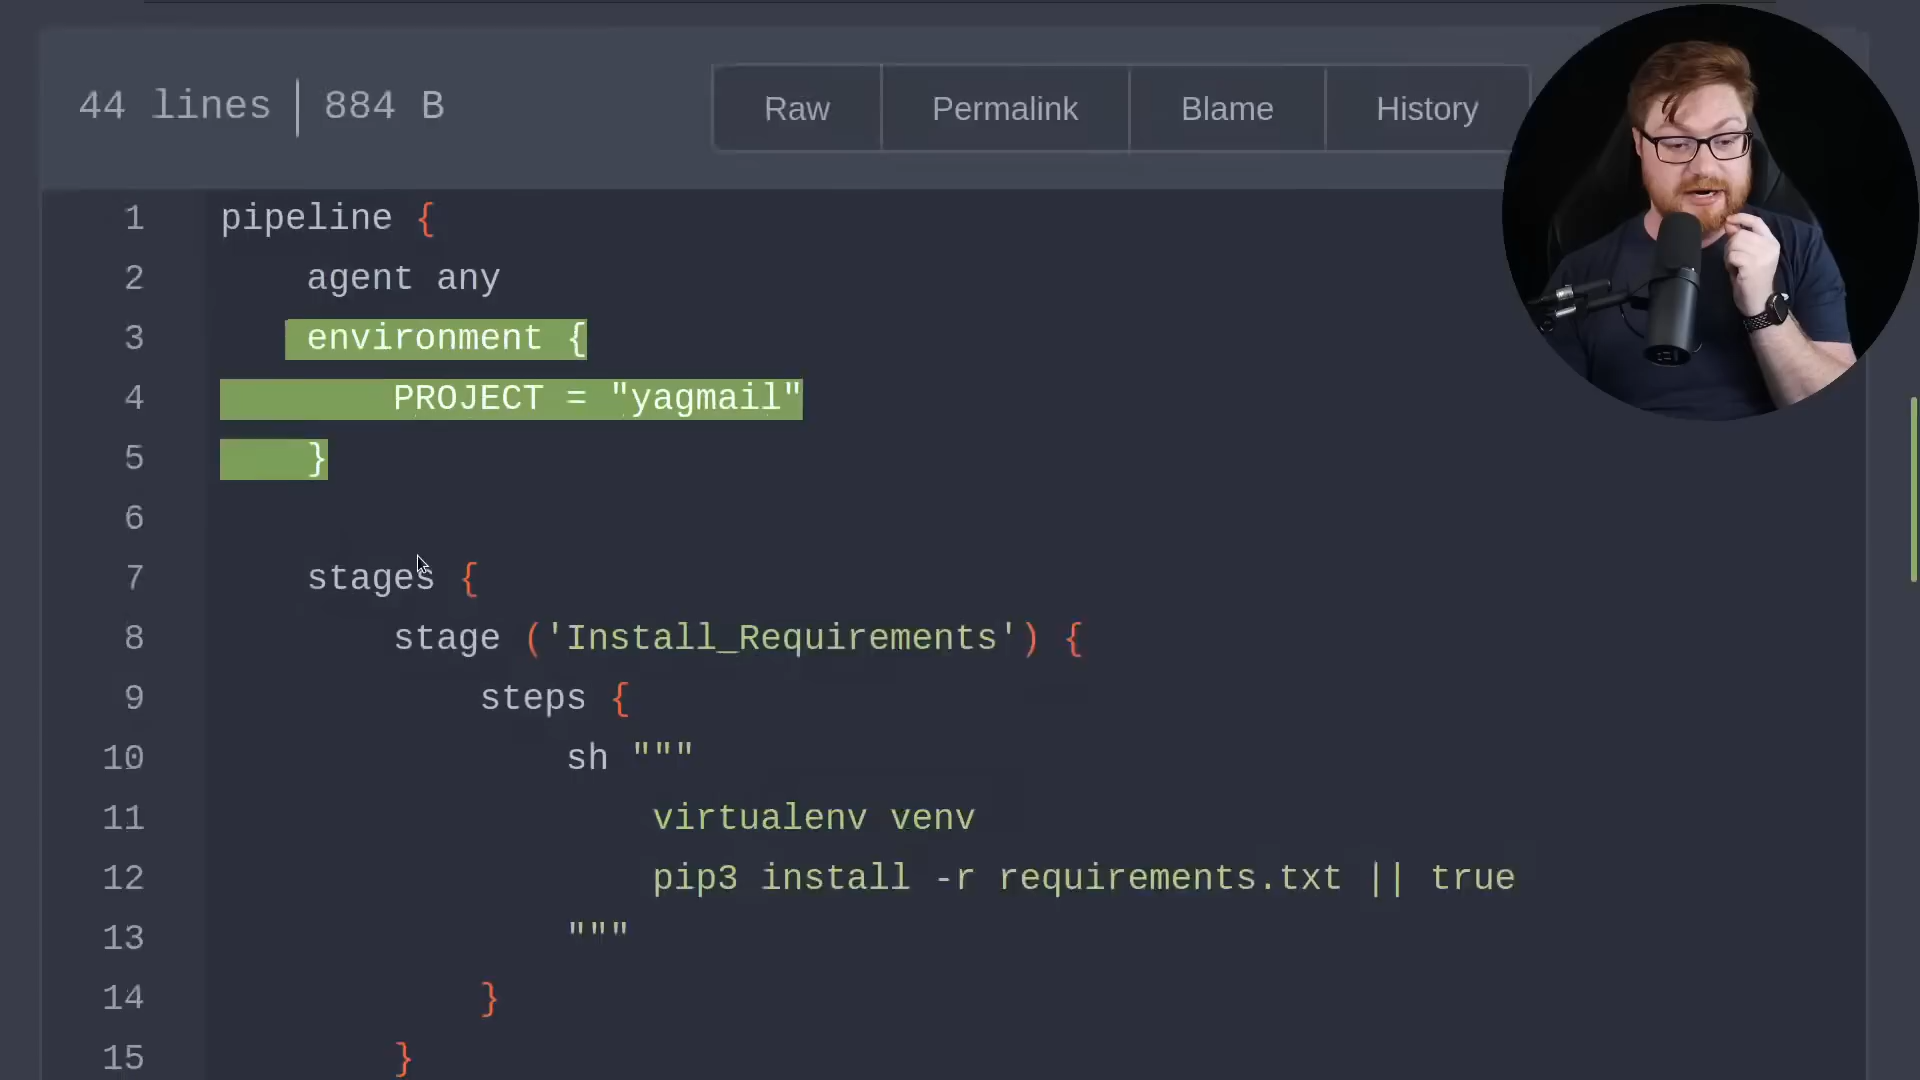 44 lines | 884 B
Raw Permalink Blame History
1 pipeline {
2     agent any
3     environment {
4         PROJECT = "yagmail"
5     }
6
7     stages {
8         stage ('Install_Requirements') {
9             steps {
10                 sh """
11                     virtualenv venv
12                     pip3 install -r requirements.txt || true
13                 """
14             }
15         }